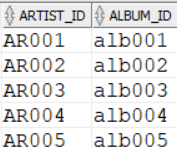 ARTIST_ID ALBUM_ID
AR001 alb001
AR002 alb002
AR003 alb003
AR004 alb004
AR005 alb005